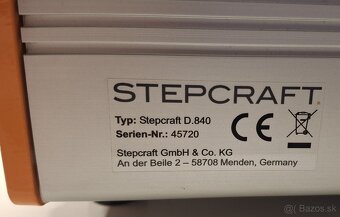 STEPCRAFT
Typ: Stepcraft D.840
Serien-Nr.: 45720
CE
Stepcraft GmbH & Co. KG
An der Beile 2 – 58708 Menden, Germany
Bazos.sk